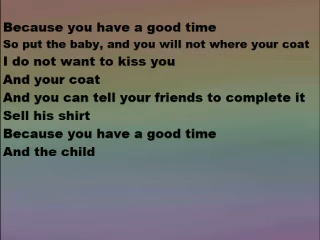 Because you have a good time
So put the baby, and you will not where your coat
I do not want to kiss you
And your coat
And you can tell your friends to complete it
Sell his shirt
Because you have a good time
And the child